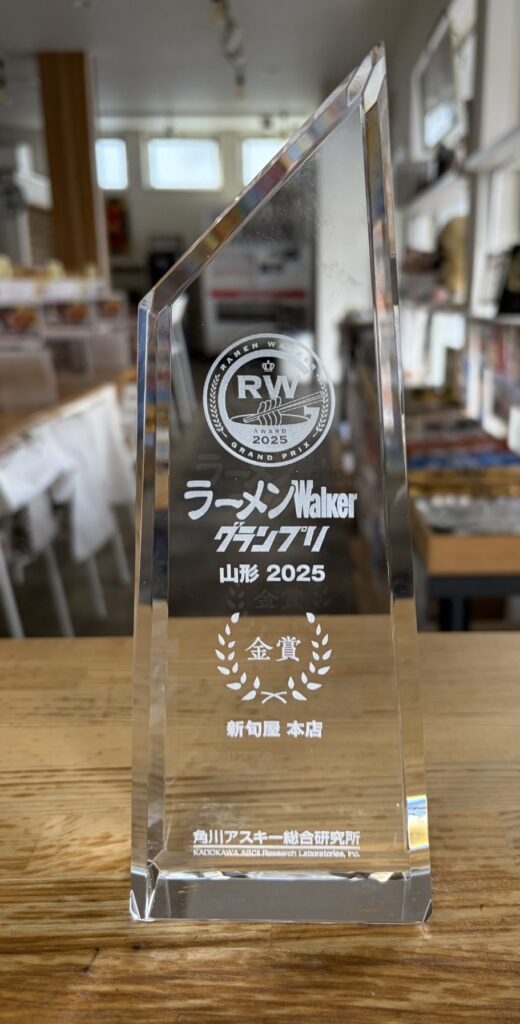 RAMEN WALKER
RW
AWARD
2025
GRAND PRIX
ラーメンWalker
グランプリ
山形 2025
金賞
新旬屋 本店
角川アスキー総合研究所
KADOKAWA ASCII Research Laboratories, Inc.